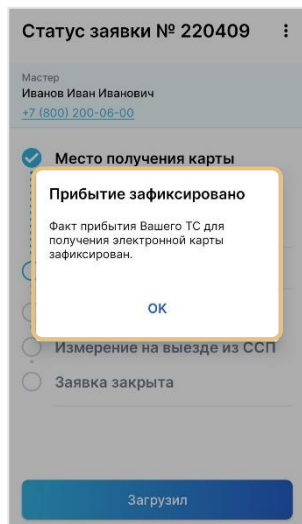 Статус заявки № 220409
Мастер
Иванов Иван Иванович
+7 (800) 200-06-00
Место получения карты
Прибытие зафиксировано
Факт прибытия Вашего ТС для
получения электронной карты
зафиксирован.
ОК
Измерение на выезде из ССП
Заявка закрыта
Загрузил